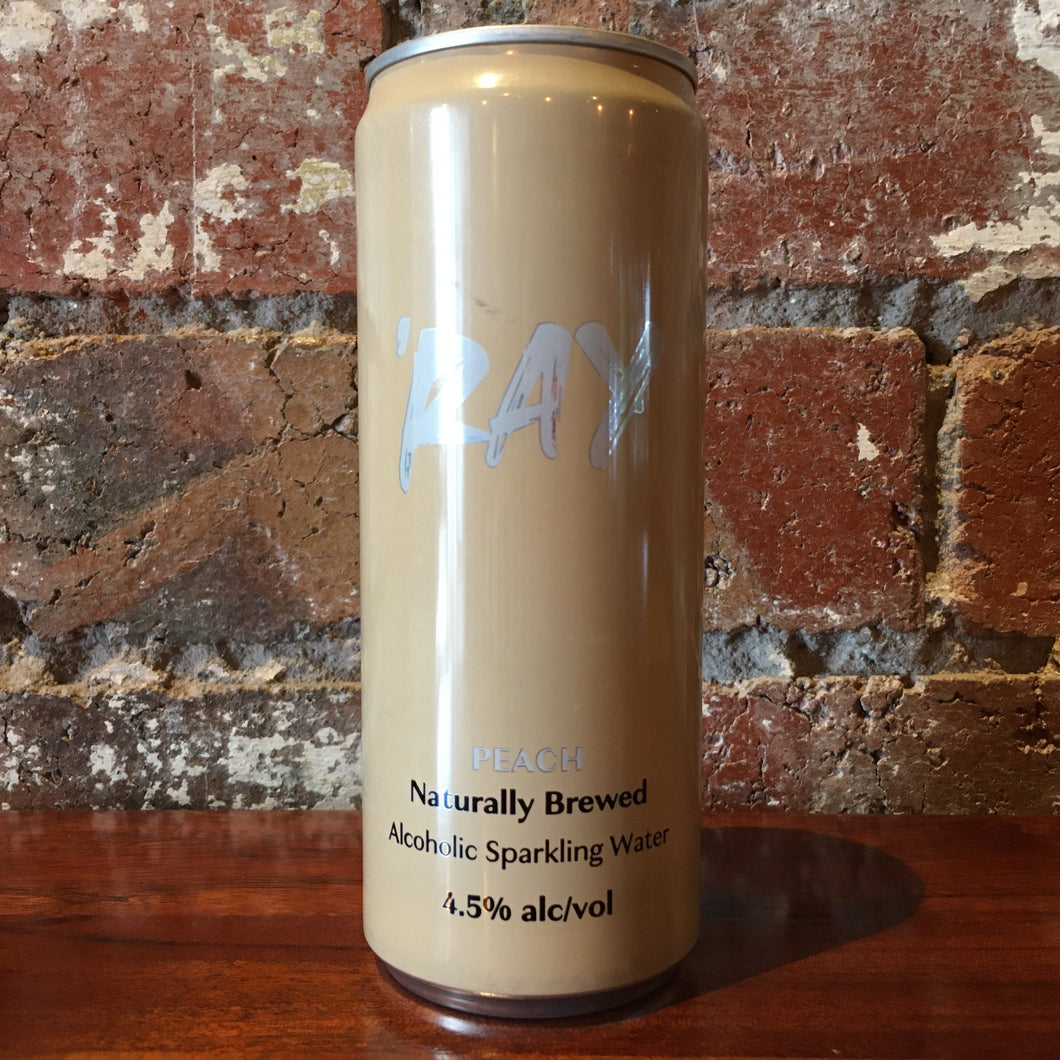 'RAY
PEACH
Naturally Brewed
Alcoholic Sparkling Water
4.5% alc/vol